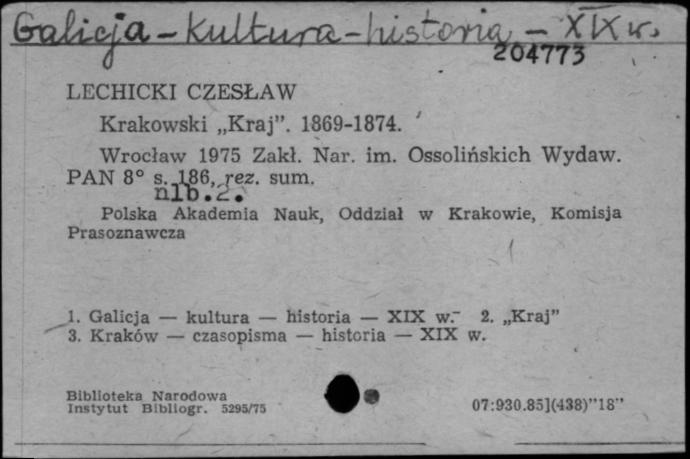 Galicja – kultura – historia – XIX w.
204773
LECHICKI CZESŁAW
Krakowski „Kraj”. 1869-1874.
Wrocław 1975 Zakł. Nar. im. Ossolińskich Wydaw.
PAN 8° s. 186, rez. sum.
nlb.2.
Polska Akademia Nauk, Oddział w Krakowie, Komisja
Prasoznawcza
1. Galicja — kultura — historia — XIX w. 2. „Kraj”
3. Kraków — czasopisma — historia — XIX w.
Biblioteka Narodowa
Instytut Bibliogr. 5295/75
07:930.85](438)”18”